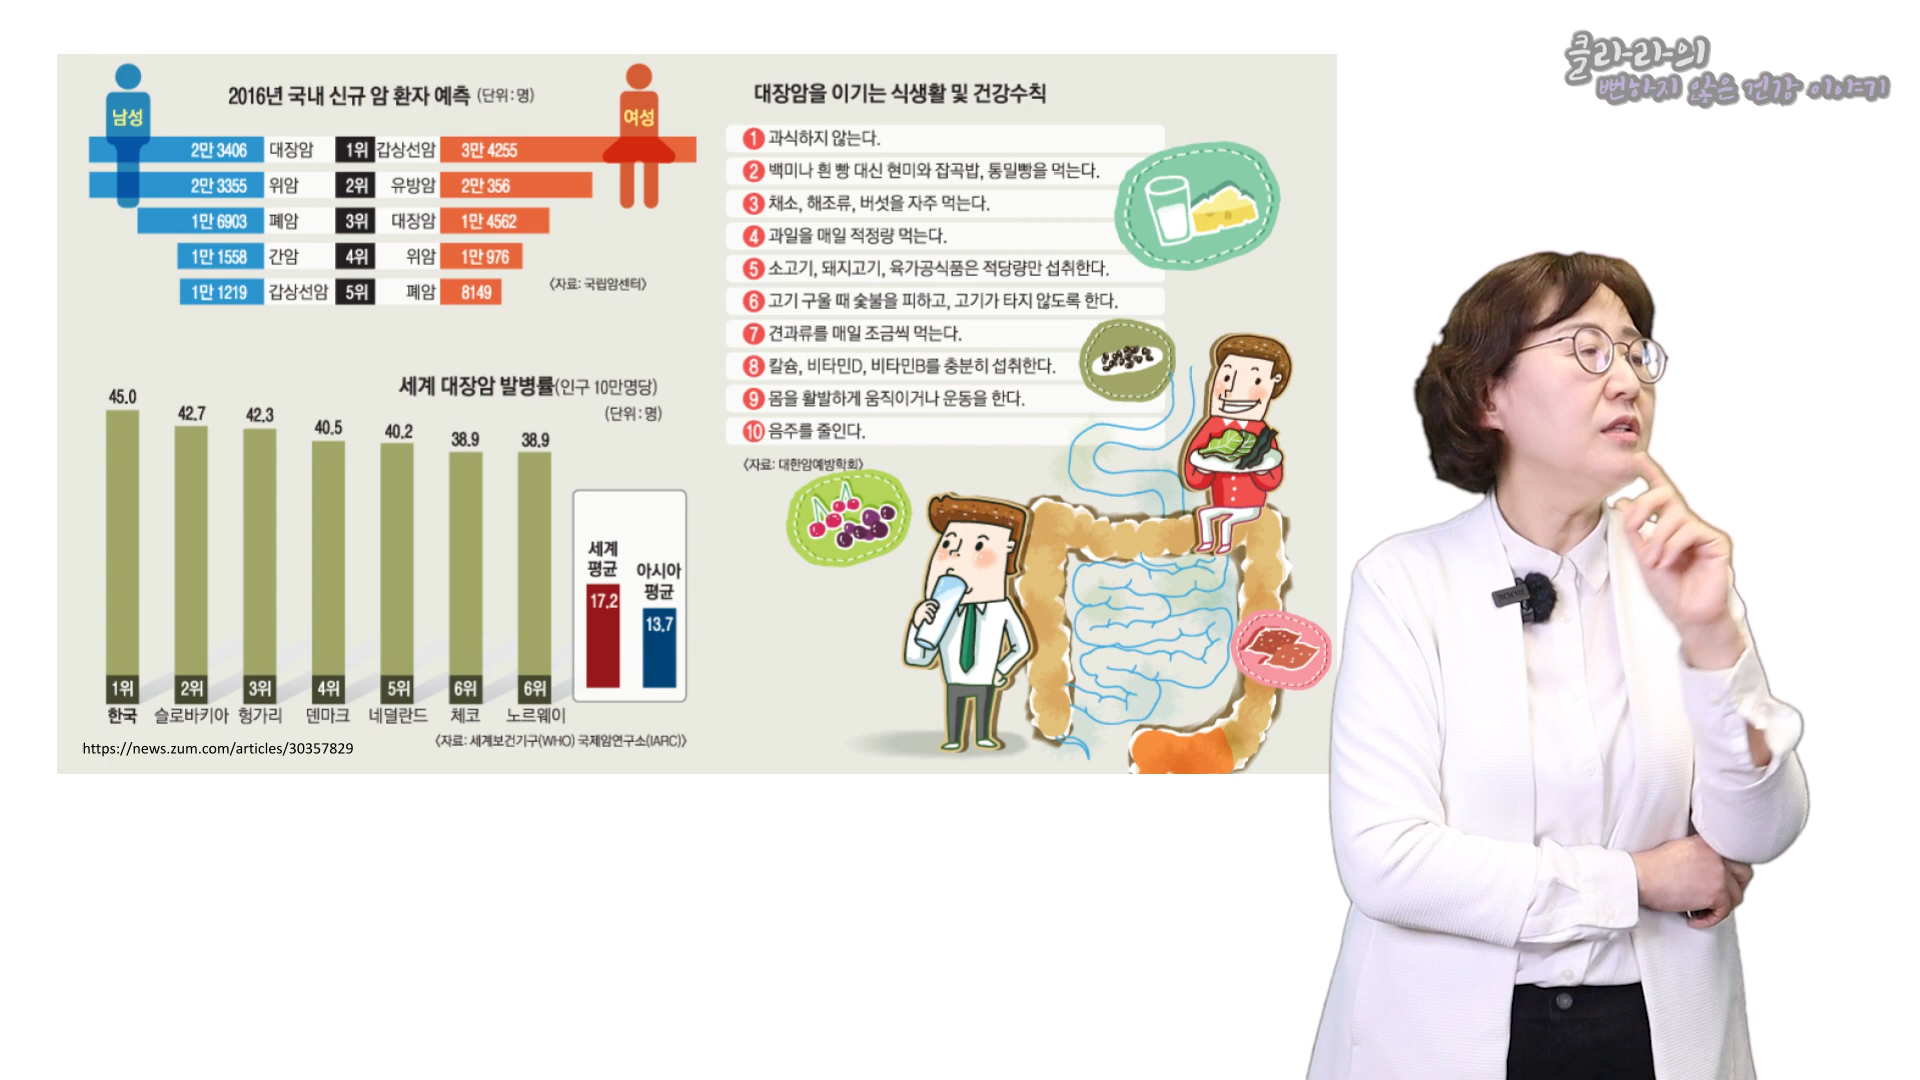 클라라의
뻔하지 않은 건강 이야기
2016년 국내 신규 암 환자 예측 (단위:명)
남성
여성
2만 3406 대장암 1위 갑상선암 3만 4255
2만 3355 위암 2위 유방암 2만 356
1만 6903 폐암 3위 대장암 1만 4562
1만 1558 간암 4위 위암 1만 976
1만 1219 갑상선암 5위 폐암 8149
<자료: 국립암센터>
세계 대장암 발병률(인구 10만명당)
(단위:명)
45.0 42.7 42.3 40.5 40.2 38.9 38.9
세계
평균
17.2
아시아
평균
13.7
1위 2위 3위 4위 5위 6위 6위
한국 슬로바키아 헝가리 덴마크 네덜란드 체코 노르웨이
<자료: 세계보건기구(WHO) 국제암연구소(IARC)>
https://news.zum.com/articles/30357829
대장암을 이기는 식생활 및 건강수칙
1 과식하지 않는다.
2 백미나 흰 빵 대신 현미와 잡곡밥, 통밀빵을 먹는다.
3 채소, 해조류, 버섯을 자주 먹는다.
4 과일을 매일 적정량 먹는다.
5 소고기, 돼지고기, 육가공식품은 적당량만 섭취한다.
6 고기 구울 때 숯불을 피하고, 고기가 타지 않도록 한다.
7 견과류를 매일 조금씩 먹는다.
8 칼슘, 비타민D, 비타민B를 충분히 섭취한다.
9 몸을 활발하게 움직이거나 운동을 한다.
10 음주를 줄인다.
<자료: 대한암예방학회>